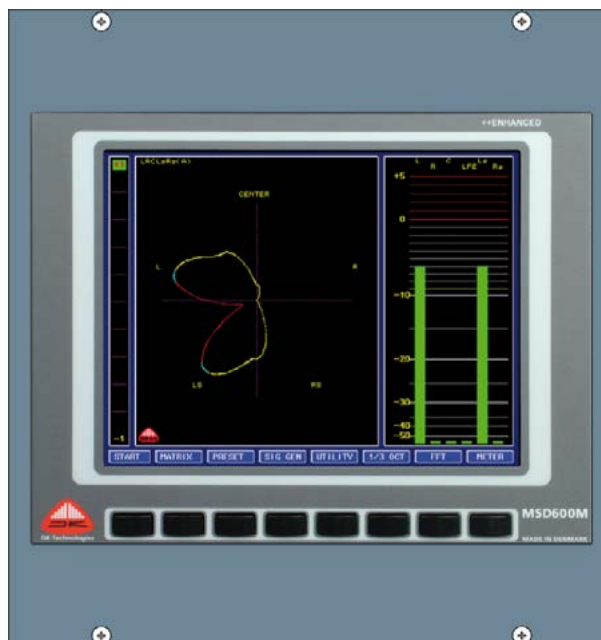 ++ENHANCED
+1
LRCLsRs(A)
CENTER
L
R
LS
RS
-1
L C Ls
R LFE Rs
+5
0
-10
-20
-30
-40
-50
START MATRIX PRESET SIG GEN UTILITY 1/3 OCT FFT METER
DK-Technologies
MSD600M
MADE IN DENMARK